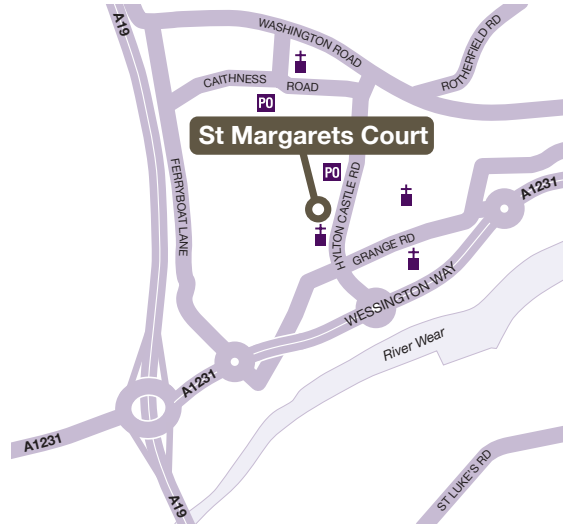 A19
WASHINGTON ROAD
ROTHERFIELD RD
CAITHNESS ROAD
PO
St Margarets Court
PO
FERRYBOAT LANE
HYLTON CASTLE RD
A1231
GRANGE RD
WESSINGTON WAY
River Wear
A1231
A1231
ST LUKE'S RD
A19